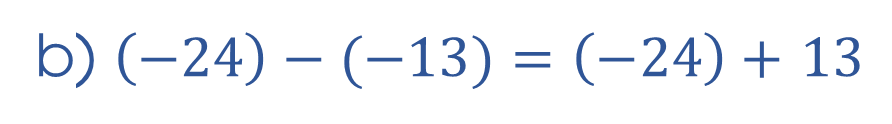 b) (−24) − (−13) = (−24) + 13